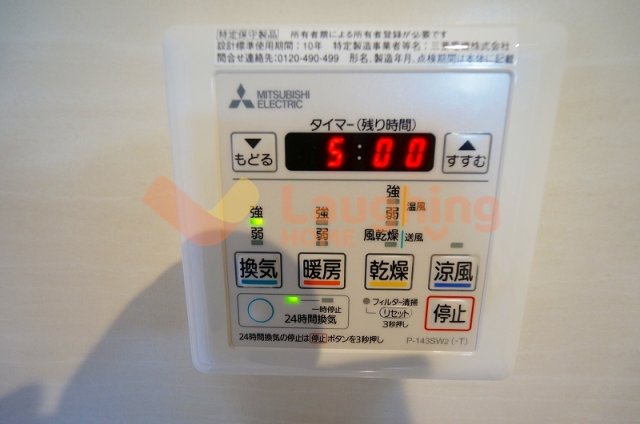 [特定保守製品] 所有者票による所有者登録が必要です
設計標準使用期間：10年 特定製造事業者等名：三菱電機株式会社
問合せ連絡先：0120-490-499 形名、製造年月、点検期間は本体に記載
MITSUBISHI
ELECTRIC
タイマー(残り時間)
▼
もどる
5:00
▲
すすむ
強
弱
強
弱
強
弱
温風
風乾燥
送風
Laughing
HOME
換気
暖房
乾燥
涼風
一時停止
24時間換気
フィルター清掃
リセット
3秒押し
停止
24時間換気の停止は停止ボタンを3秒押し
P-143SW2(-T)